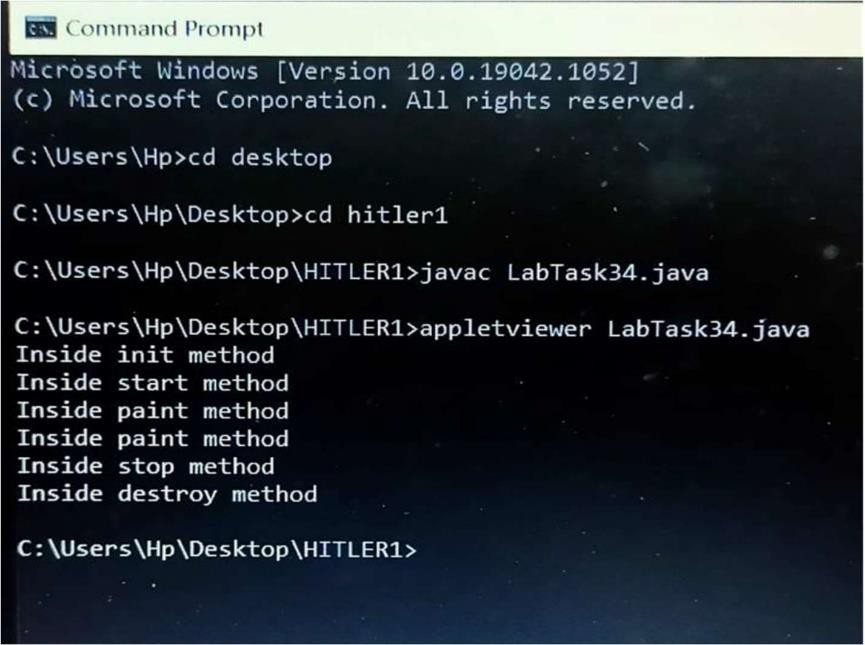 Command Prompt
Microsoft Windows [Version 10.0.19042.1052]
(c) Microsoft Corporation. All rights reserved.
C:\Users\Hp>cd desktop
C:\Users\Hp\Desktop>cd hitler1
C:\Users\Hp\Desktop\HITLER1>javac LabTask34.java
C:\Users\Hp\Desktop\HITLER1>appletviewer LabTask34.java
Inside init method
Inside start method
Inside paint method
Inside paint method
Inside stop method
Inside destroy method
C:\Users\Hp\Desktop\HITLER1>